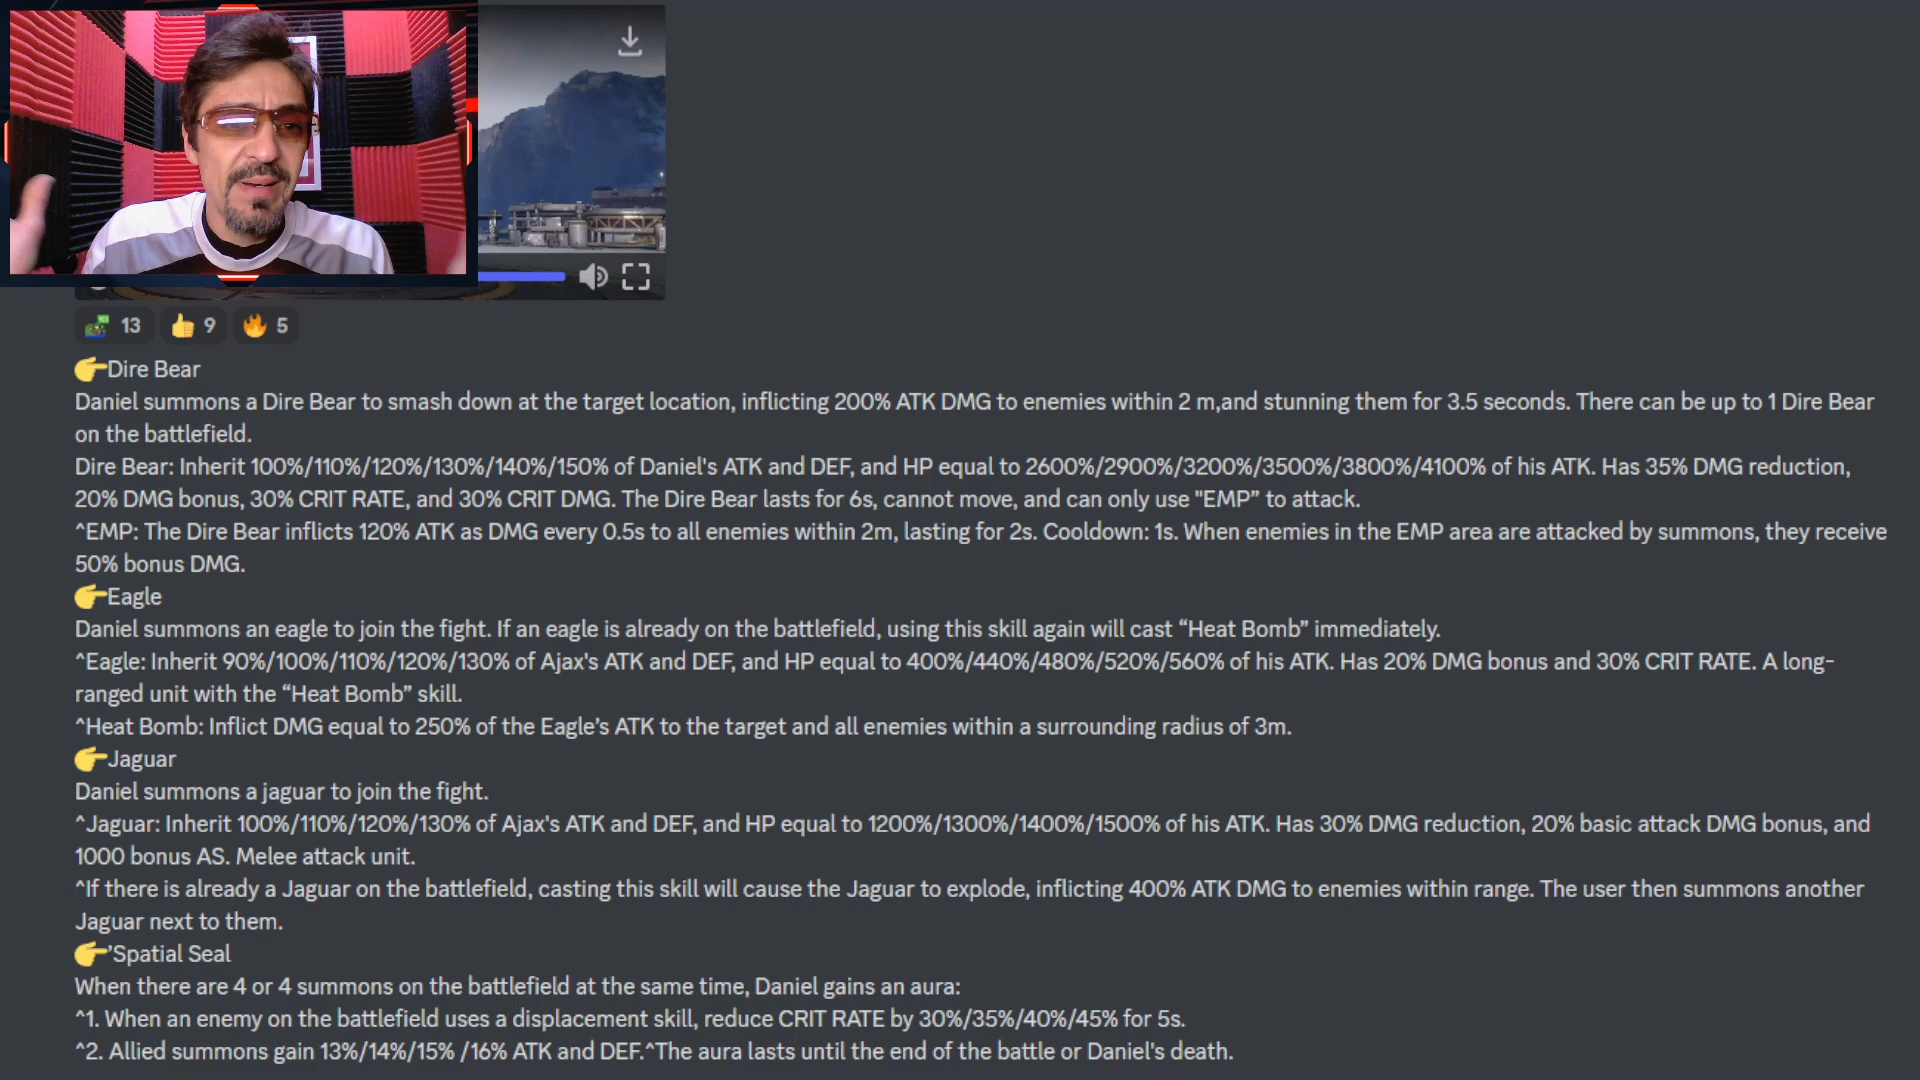 13 9 5
Dire Bear
Daniel summons a Dire Bear to smash down at the target location, inflicting 200% ATK DMG to enemies within 2 m,and stunning them for 3.5 seconds. There can be up to 1 Dire Bear
on the battlefield.
Dire Bear: Inherit 100%/110%/120%/130%/140%/150% of Daniel's ATK and DEF, and HP equal to 2600%/2900%/3200%/3500%/3800%/4100% of his ATK. Has 35% DMG reduction,
20% DMG bonus, 30% CRIT RATE, and 30% CRIT DMG. The Dire Bear lasts for 6s, cannot move, and can only use "EMP” to attack.
^EMP: The Dire Bear inflicts 120% ATK as DMG every 0.5s to all enemies within 2m, lasting for 2s. Cooldown: 1s. When enemies in the EMP area are attacked by summons, they receive
50% bonus DMG.
Eagle
Daniel summons an eagle to join the fight. If an eagle is already on the battlefield, using this skill again will cast “Heat Bomb” immediately.
^Eagle: Inherit 90%/100%/110%/120%/130% of Ajax's ATK and DEF, and HP equal to 400%/440%/480%/520%/560% of his ATK. Has 20% DMG bonus and 30% CRIT RATE. A long-
ranged unit with the “Heat Bomb” skill.
^Heat Bomb: Inflict DMG equal to 250% of the Eagle’s ATK to the target and all enemies within a surrounding radius of 3m.
Jaguar
Daniel summons a jaguar to join the fight.
^Jaguar: Inherit 100%/110%/120%/130% of Ajax's ATK and DEF, and HP equal to 1200%/1300%/1400%/1500% of his ATK. Has 30% DMG reduction, 20% basic attack DMG bonus, and
1000 bonus AS. Melee attack unit.
^If there is already a Jaguar on the battlefield, casting this skill will cause the Jaguar to explode, inflicting 400% ATK DMG to enemies within range. The user then summons another
Jaguar next to them.
'Spatial Seal
When there are 4 or 4 summons on the battlefield at the same time, Daniel gains an aura:
^1. When an enemy on the battlefield uses a displacement skill, reduce CRIT RATE by 30%/35%/40%/45% for 5s.
^2. Allied summons gain 13%/14%/15% /16% ATK and DEF.^The aura lasts until the end of the battle or Daniel's death.